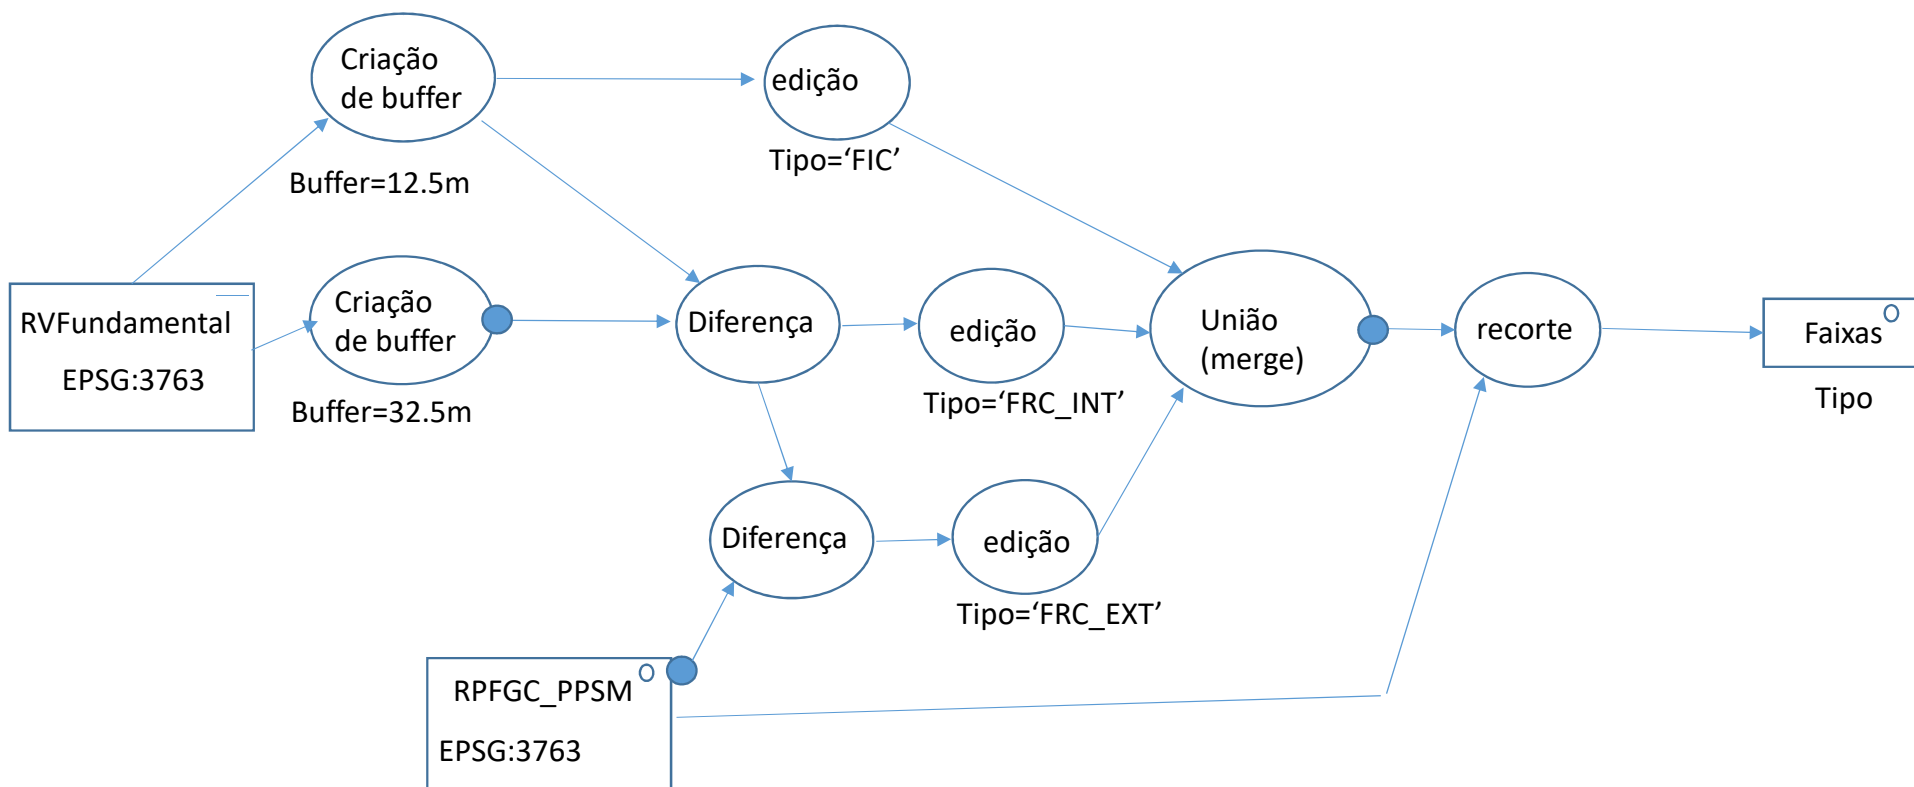 Criação
de buffer
Buffer=12.5m
edição
Tipo=‘FIC’
RVFundamental
EPSG:3763
Criação
de buffer
Buffer=32.5m
Diferença
edição
Tipo=‘FRC_INT’
União
(merge)
recorte
Faixas
Tipo
Diferença
edição
Tipo=‘FRC_EXT’
RPFGC_PPSM
EPSG:3763